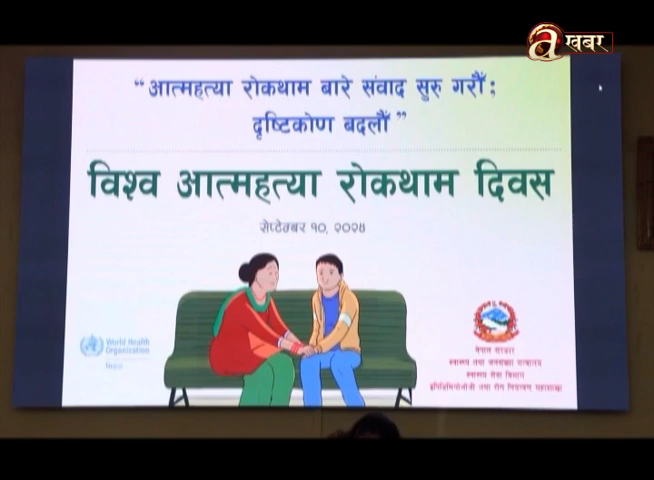 a खबर
“आत्महत्या रोकथाम बारे संवाद सुरु गरौँ;
दृष्टिकोण बदलौँ”
विश्व आत्महत्या रोकथाम दिवस
सेप्टेम्बर १०, २०२४
World Health
Organization
नेपाल
नेपाल सरकार
स्वास्थ्य तथा जनसंख्या मन्त्रालय
स्वास्थ्य सेवा विभाग
इपिडिमियोलोजी तथा रोग नियन्त्रण महाशाखा